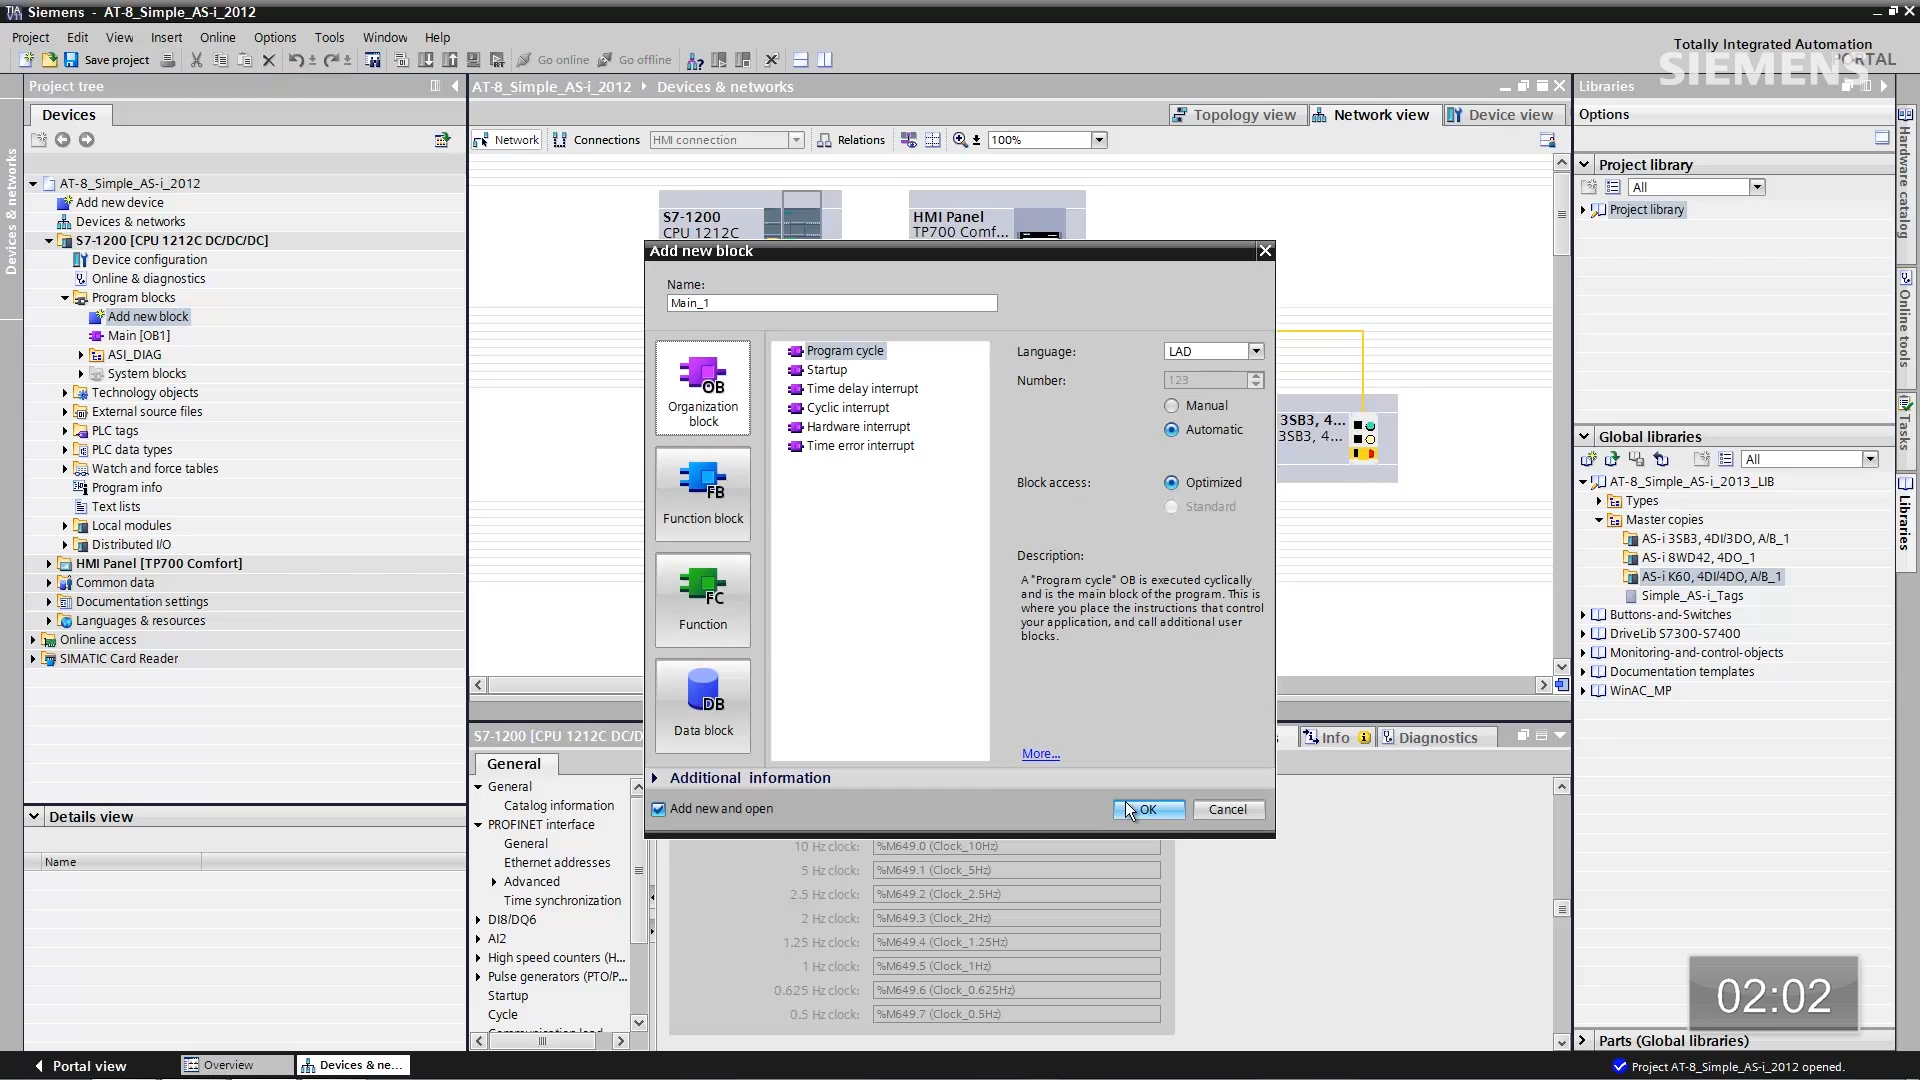 Siemens - AT-8_Simple_AS-i_2012
Project Edit View Insert Online Options Tools Window Help
Totally Integrated Automation
PORTAL
SIEMENS
Save project Go online Go offline
Project tree
AT-8_Simple_AS-i_2012 Devices & networks
Libraries
Devices
Topology view Network view Device view
Options
Network Connections HMI connection Relations 100%
Devices & networks
AT-8_Simple_AS-i_2012
Add new device
Devices & networks
S7-1200 [CPU 1212C DC/DC/DC]
Device configuration
Online & diagnostics
Program blocks
Add new block
Main [OB1]
ASI_DIAG
System blocks
Technology objects
External source files
PLC tags
PLC data types
Watch and force tables
Program info
Text lists
Local modules
Distributed I/O
HMI Panel [TP700 Comfort]
Common data
Documentation settings
Languages & resources
Online access
SIMATIC Card Reader
Details view
Name
S7-1200
CPU 1212C
HMI Panel
TP700 Comf...
3SB3, 4...
3SB3, 4...
Add new block
Name:
Main_1
OB
Organization
block
FB
Function block
FC
Function
DB
Data block
Program cycle
Startup
Time delay interrupt
Cyclic interrupt
Hardware interrupt
Time error interrupt
Language: LAD
Number: 123
Manual
Automatic
Block access: Optimized
Standard
Description:
A "Program cycle" OB is executed cyclically
and is the main block of the program. This is
where you place the instructions that control
your application, and call additional user
blocks.
More...
Additional information
Add new and open
OK Cancel
S7-1200 [CPU 1212C DC/D
Info Diagnostics
General
General
Catalog information
PROFINET interface
General
Ethernet addresses
Advanced
Time synchronization
DI8/DQ6
AI2
High speed counters (H...
Pulse generators (PTO/P...
Startup
Cycle
10 Hz clock: %M649.0 (Clock_10Hz)
5 Hz clock: %M649.1 (Clock_5Hz)
2.5 Hz clock: %M649.2 (Clock_2.5Hz)
2 Hz clock: %M649.3 (Clock_2Hz)
1.25 Hz clock: %M649.4 (Clock_1.25Hz)
1 Hz clock: %M649.5 (Clock_1Hz)
0.625 Hz clock: %M649.6 (Clock_0.625Hz)
0.5 Hz clock: %M649.7 (Clock_0.5Hz)
Project library
All
Project library
Global libraries
All
AT-8_Simple_AS-i_2013_LIB
Types
Master copies
AS-i 3SB3, 4DI/3DO, A/B_1
AS-i 8WD42, 4DO_1
AS-i K60, 4DI/4DO, A/B_1
Simple_AS-i_Tags
Buttons-and-Switches
DriveLib S7300-S7400
Monitoring-and-control-objects
Documentation templates
WinAC_MP
Parts (Global libraries)
Hardware catalog
Online tools
Tasks
Libraries
02:02
Portal view Overview Devices & ne...
Project AT-8_Simple_AS-i_2012 opened.